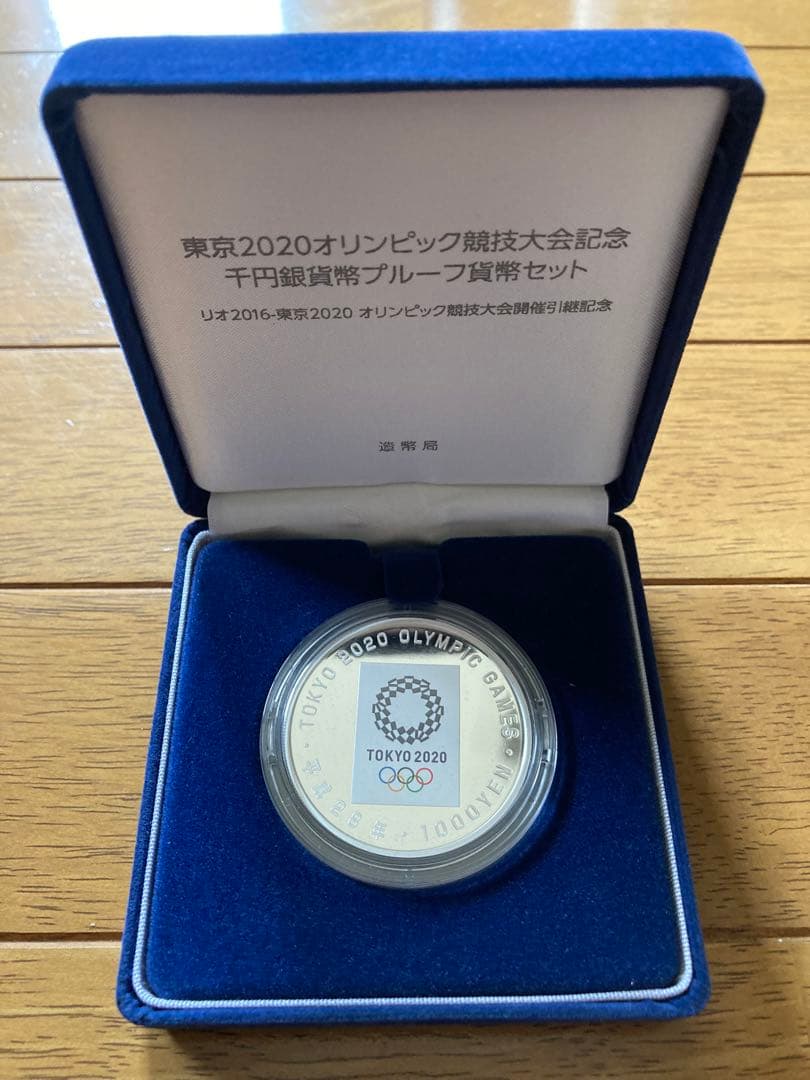 東京2020オリンピック競技大会記念
千円銀貨幣プルーフ貨幣セット
リオ2016-東京2020 オリンピック競技大会開催引継記念
造幣局
TOKYO 2020 OLYMPIC GAMES
TOKYO 2020
・1000YEN・